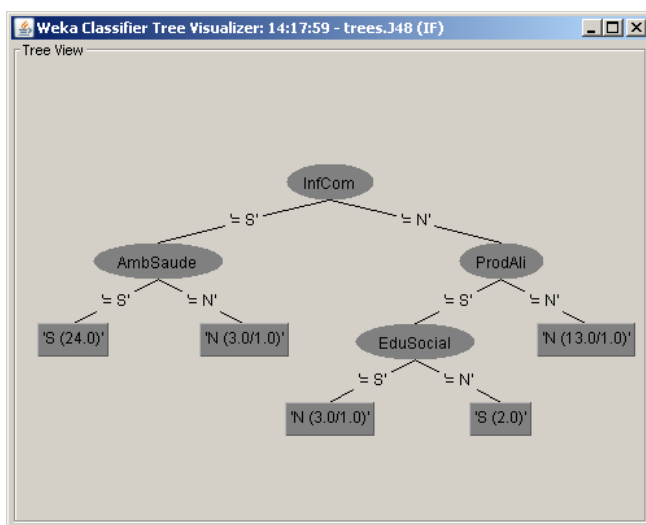 Weka Classifier Tree Visualizer: 14:17:59 - trees.J48 (IF)
Tree View
InfCom
'= S' '= N'
AmbSaude ProdAli
'= S' '= N' '= S' '= N'
'S (24.0)' 'N (3.0/1.0)' EduSocial 'N (13.0/1.0)'
'= S' '= N'
'N (3.0/1.0)' 'S (2.0)'